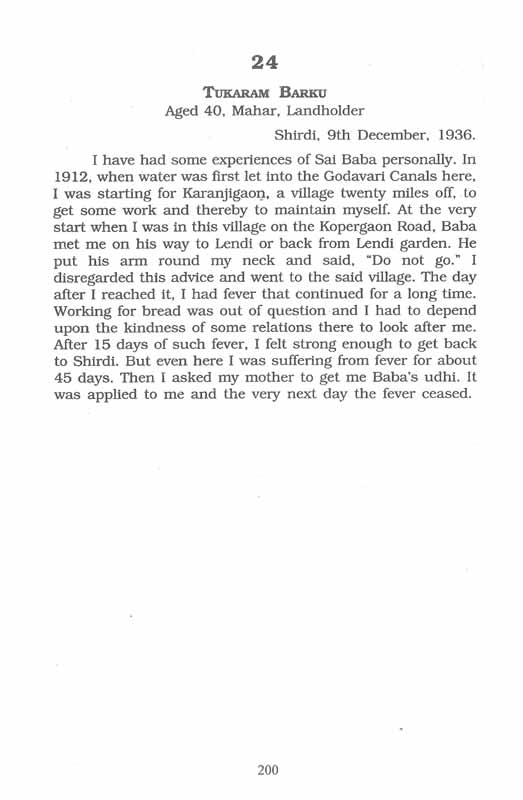 24
TUKARAM BARKU
Aged 40, Mahar, Landholder
Shirdi, 9th December, 1936.
I have had some experiences of Sai Baba personally. In
1912, when water was first let into the Godavari Canals here,
I was starting for Karanjigaon, a village twenty miles off, to
get some work and thereby to maintain myself. At the very
start when I was in this village on the Kopergaon Road, Baba
met me on his way to Lendi or back from Lendi garden. He
put his arm round my neck and said, "Do not go." I
disregarded this advice and went to the said village. The day
after I reached it, I had fever that continued for a long time.
Working for bread was out of question and I had to depend
upon the kindness of some relations there to look after me.
After 15 days of such fever, I felt strong enough to get back
to Shirdi. But even here I was suffering from fever for about
45 days. Then I asked my mother to get me Baba's udhi. It
was applied to me and the very next day the fever ceased.
200